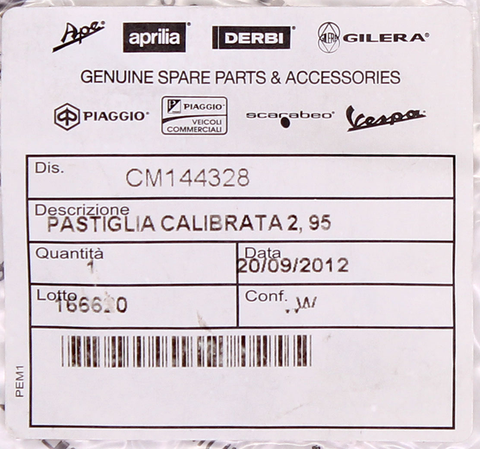 Ape aprilia DERBI GILERA
GENUINE SPARE PARTS & ACCESSORIES
PIAGGIO PIAGGIO VEICOLI COMMERCIALI scarabeo Vespa
Dis. CM144328
Descrizione
PASTIGLIA CALIBRATA 2, 95
Quantità 1
Data 20/09/2012
Lotto
Conf.
PEM1